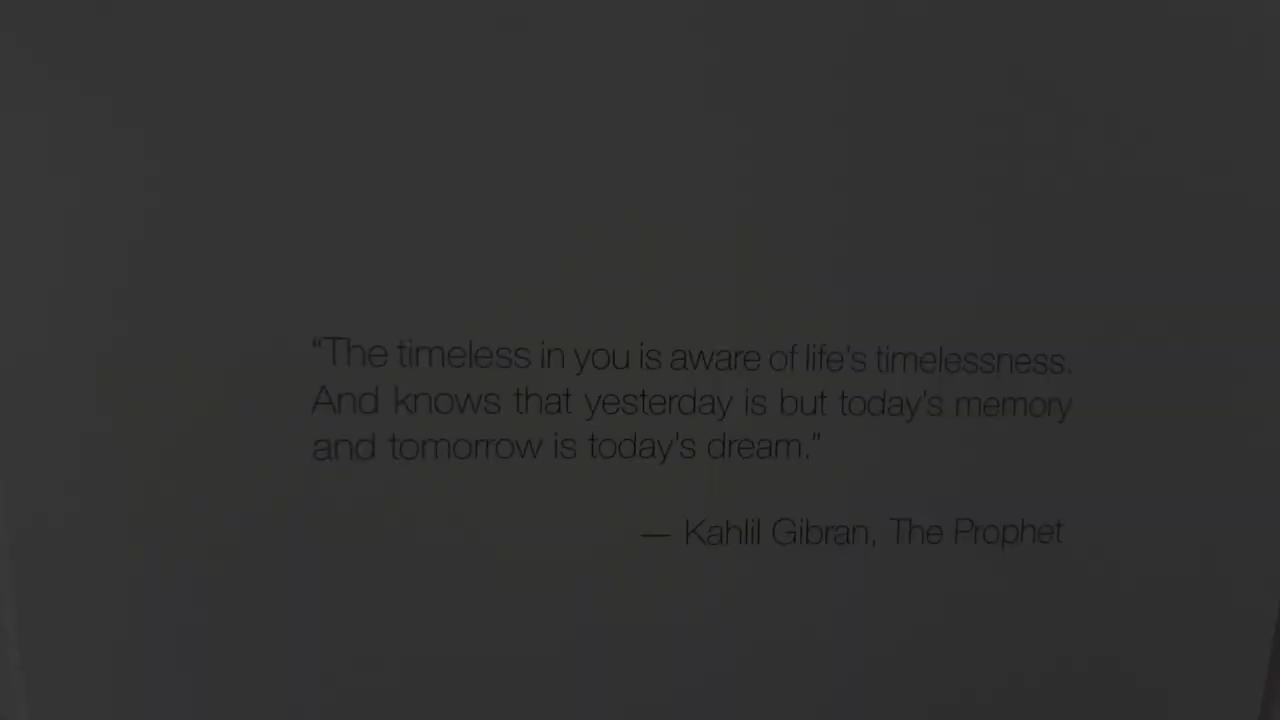 “The timeless in you is aware of life’s timelessness.
And knows that yesterday is but today’s memory
and tomorrow is today’s dream.”
— Kahlil Gibran, The Prophet